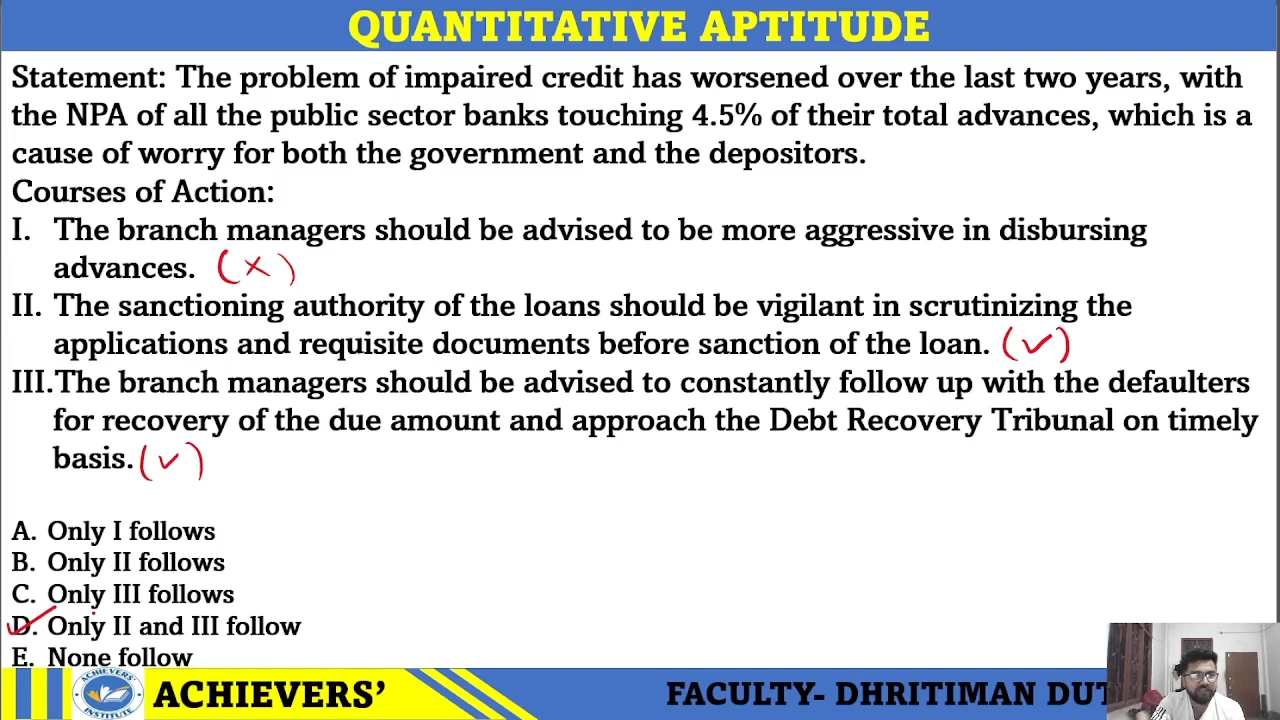 QUANTITATIVE APTITUDE
Statement: The problem of impaired credit has worsened over the last two years, with
the NPA of all the public sector banks touching 4.5% of their total advances, which is a
cause of worry for both the government and the depositors.
Courses of Action:
I. The branch managers should be advised to be more aggressive in disbursing
advances. (×)
II. The sanctioning authority of the loans should be vigilant in scrutinizing the
applications and requisite documents before sanction of the loan. (✓)
III.The branch managers should be advised to constantly follow up with the defaulters
for recovery of the due amount and approach the Debt Recovery Tribunal on timely
basis. (✓)
A. Only I follows
B. Only II follows
C. Only III follows
D. Only II and III follow
E. None follow
ACHIEVERS' INSTITUTE
ACHIEVERS’
FACULTY- DHRITIMAN